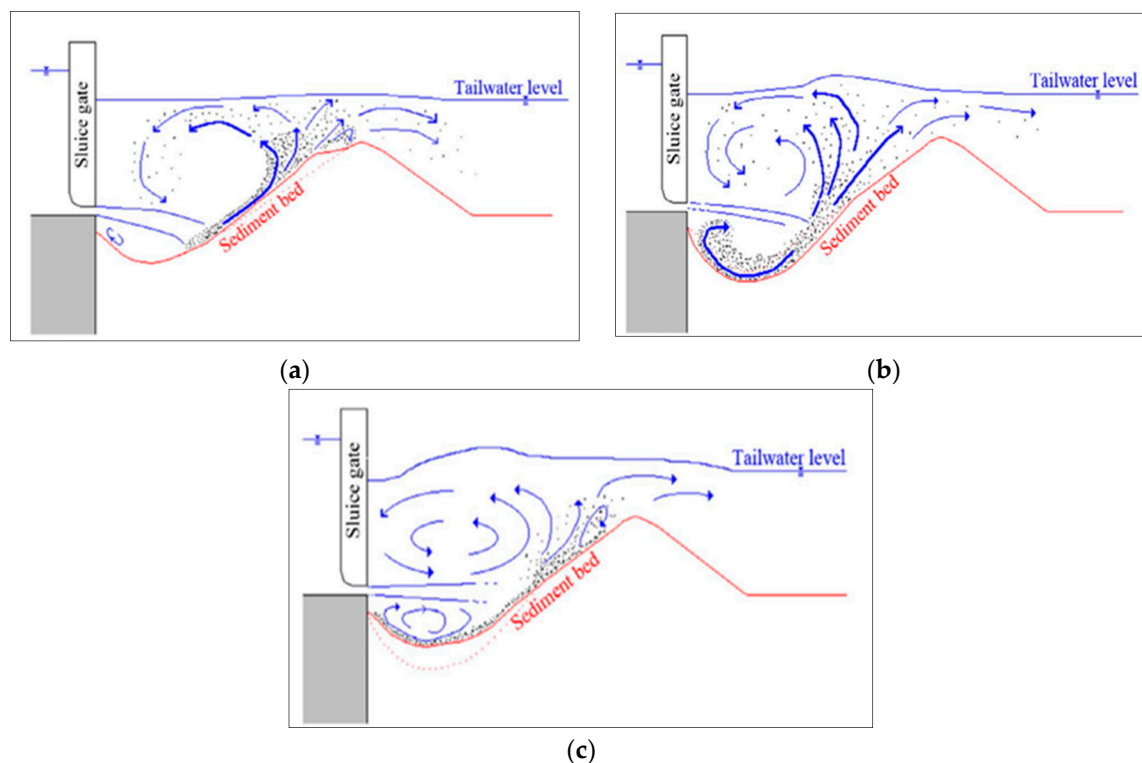 Sluice gate
Tailwater level
Sediment bed
(a)
Sluice gate
Tailwater level
Sediment bed
(b)
Sluice gate
Tailwater level
Sediment bed
(c)